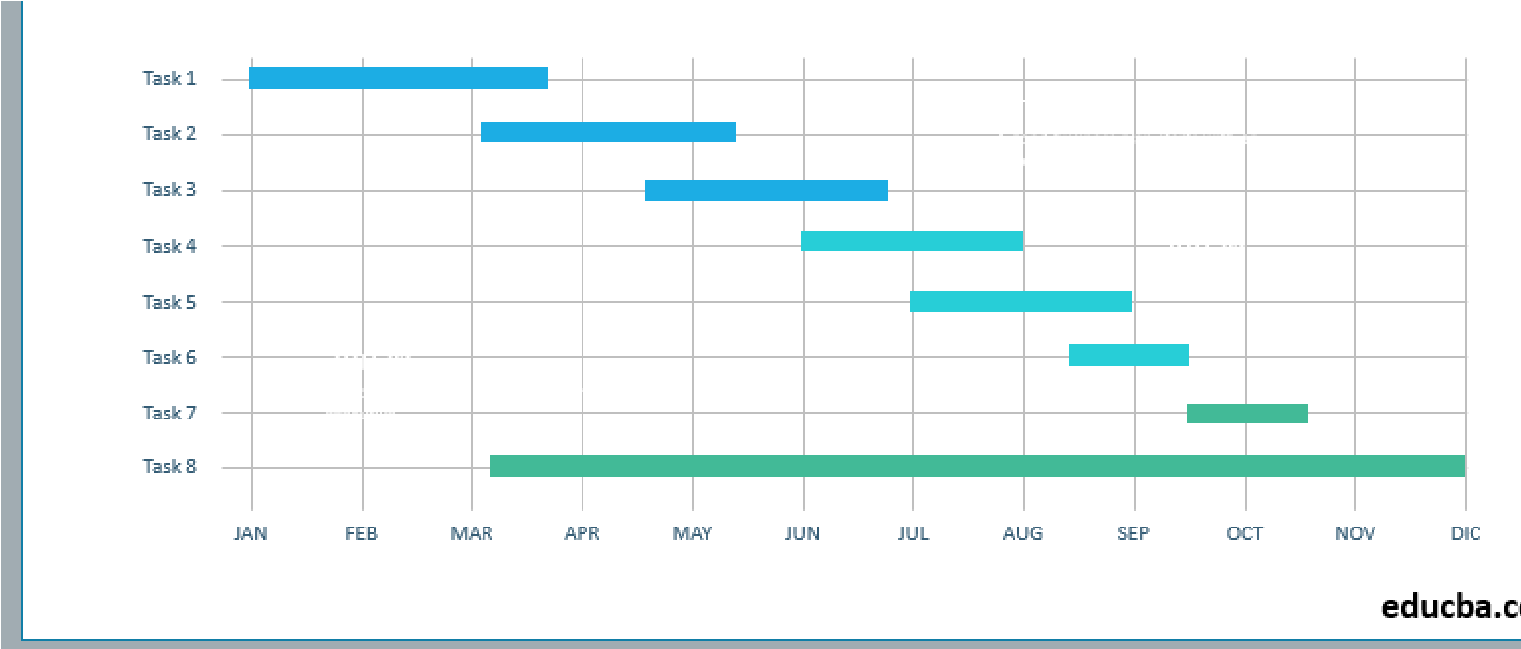 Task 1
Task 2
Task 3
Task 4
Task 5
Task 6
Task 7
Task 8
JAN FEB MAR APR MAY JUN JUL AUG SEP OCT NOV DIC
educba.co